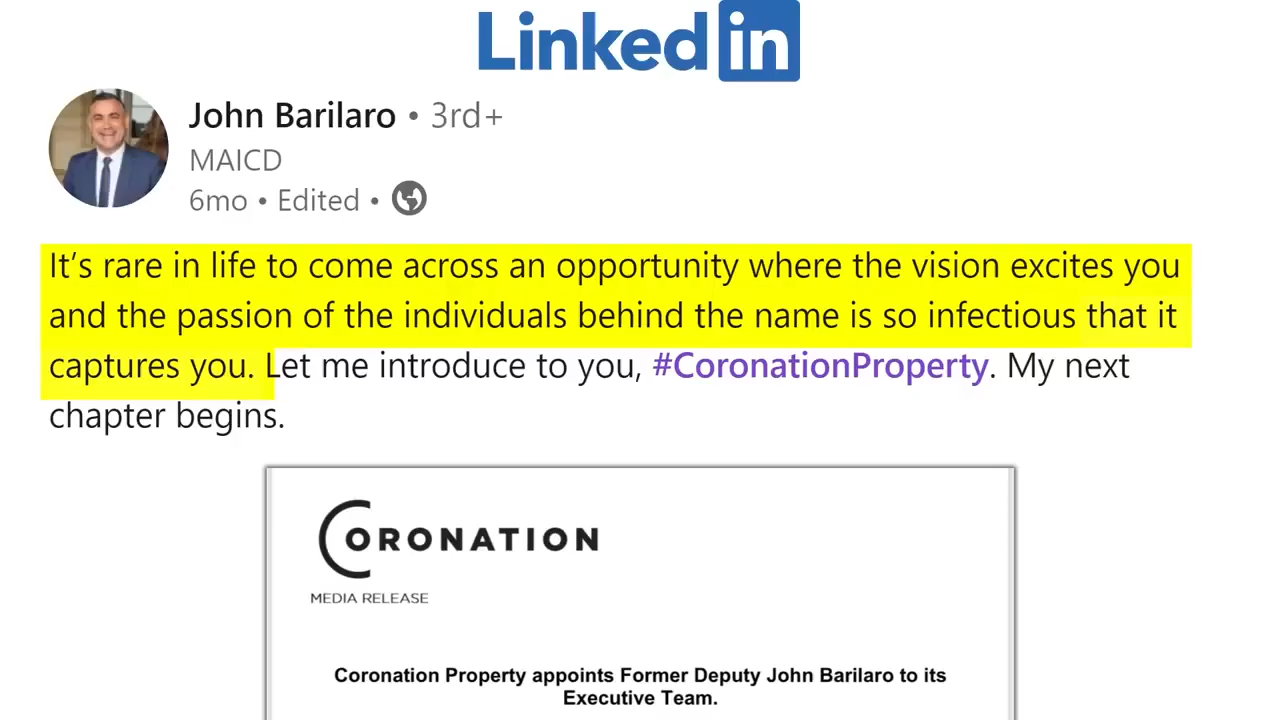 Linkedin
John Barilaro • 3rd+
MAICD
6mo • Edited •
It’s rare in life to come across an opportunity where the vision excites you
and the passion of the individuals behind the name is so infectious that it
captures you. Let me introduce to you, #CoronationProperty. My next
chapter begins.
CORONATION
MEDIA RELEASE
Coronation Property appoints Former Deputy John Barilaro to its
Executive Team.